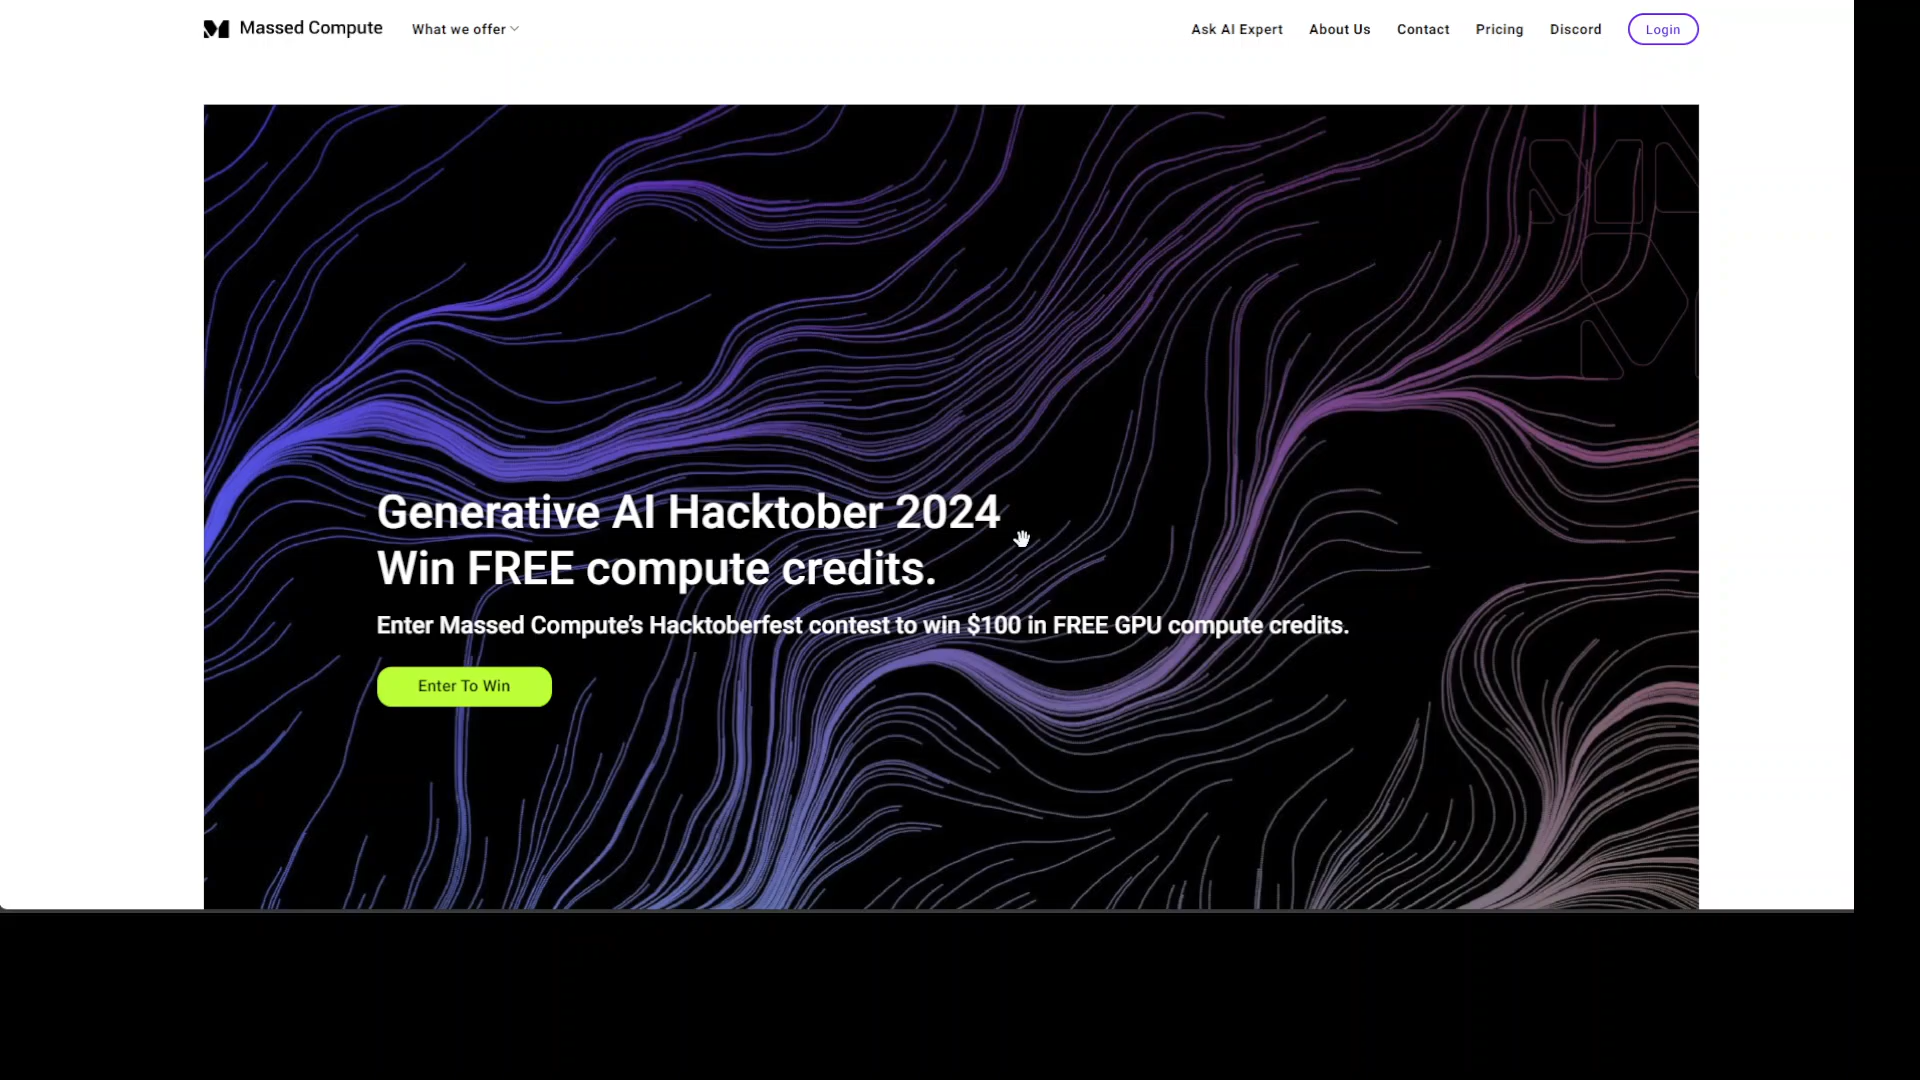 Massed Compute
What we offer
Ask AI Expert
About Us
Contact
Pricing
Discord
Login
Generative AI Hacktober 2024
Win FREE compute credits.
Enter Massed Compute’s Hacktoberfest contest to win $100 in FREE GPU compute credits.
Enter To Win